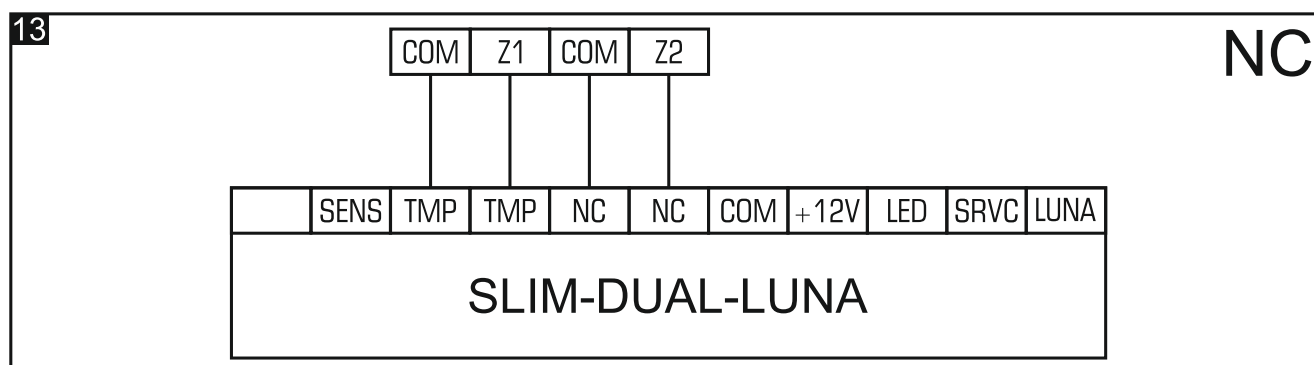 13
NC
COM Z1 COM Z2
SENS TMP TMP NC NC COM +12V LED SRVC LUNA
SLIM-DUAL-LUNA